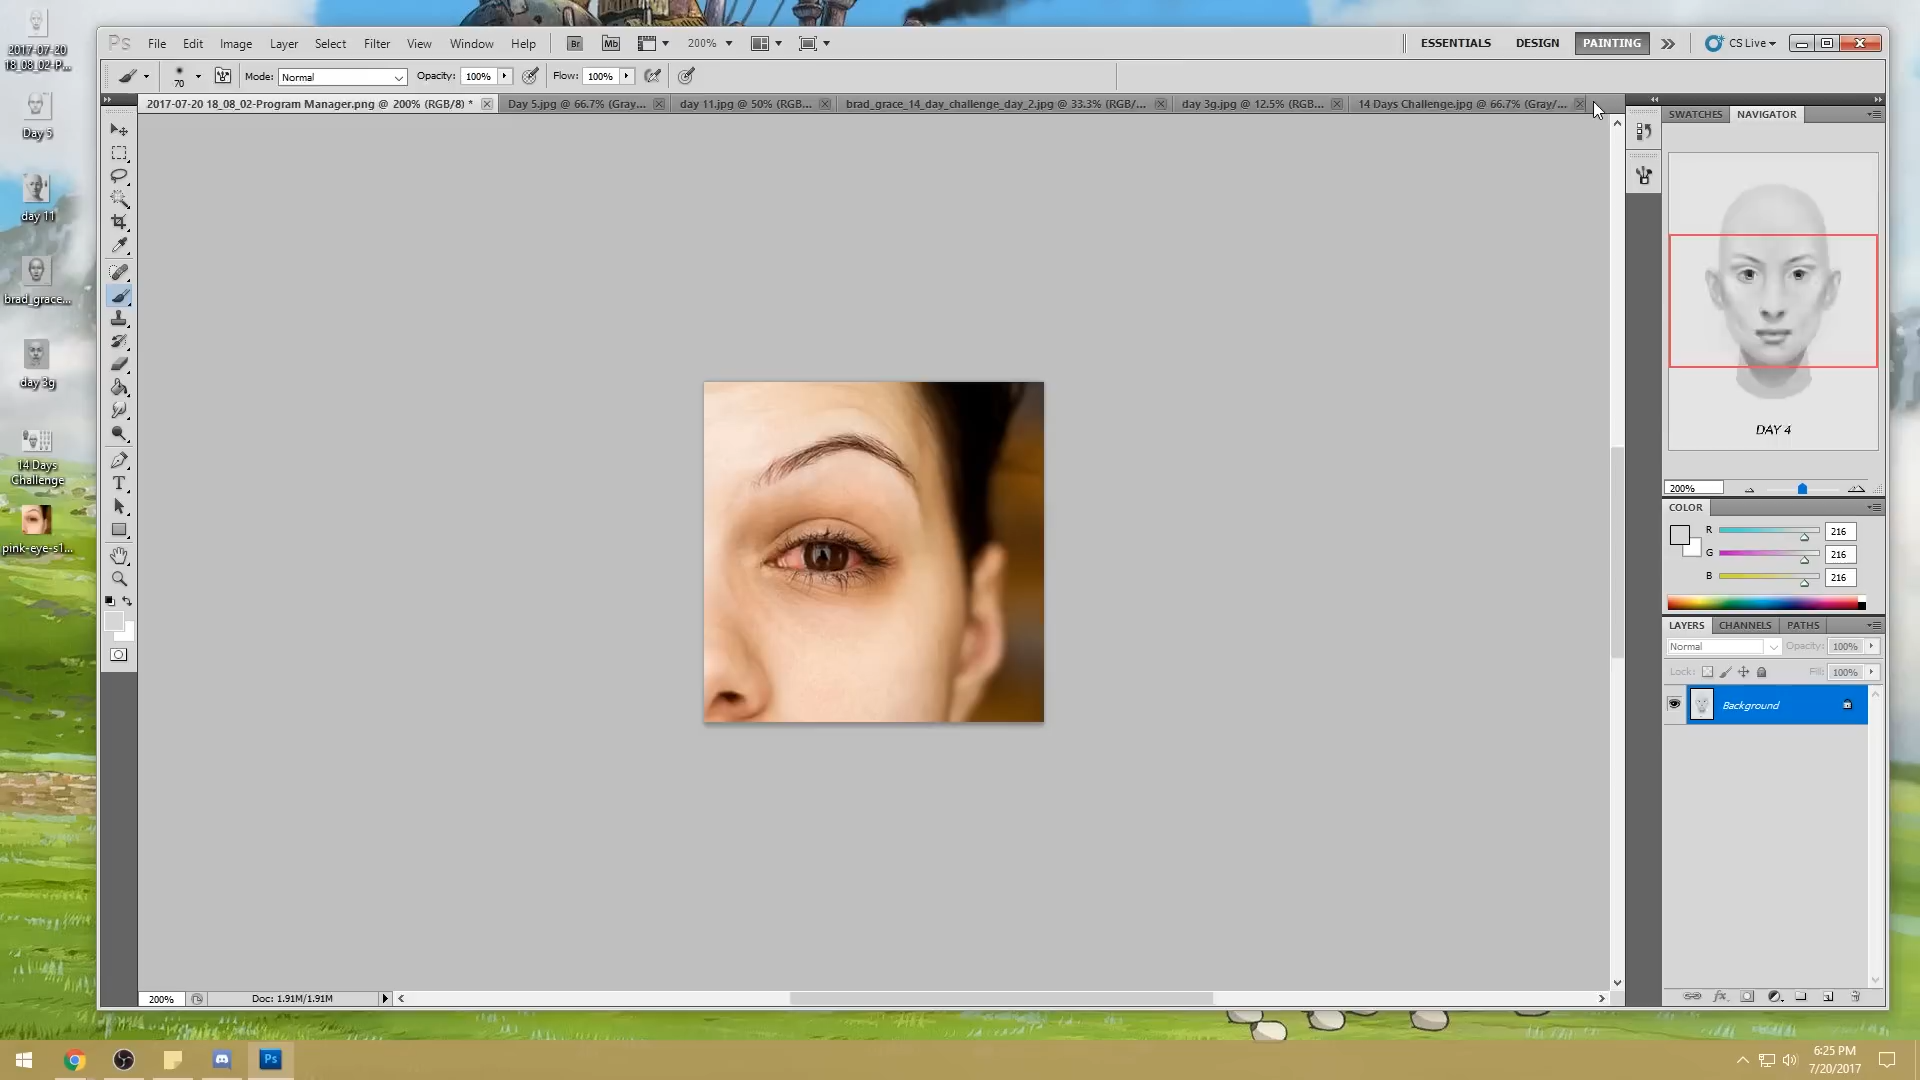 2017-07-20
18_08_02-P...
Day 5
day 11
brad_grace...
day 3g
14 Days
Challenge
pink-eye-s1...
Ps
File Edit Image Layer Select Filter View Window Help
Br
Mb
200%
ESSENTIALS DESIGN PAINTING
CS Live
70
Mode: Normal
Opacity: 100%
Flow: 100%
2017-07-20 18_08_02-Program Manager.png @ 200% (RGB/8) *
Day 5.jpg @ 66.7% (Gray...
day 11.jpg @ 50% (RGB...
brad_grace_14_day_challenge_day_2.jpg @ 33.3% (RGB/...
day 3g.jpg @ 12.5% (RGB...
14 Days Challenge.jpg @ 66.7% (Gray/...
T
SWATCHES NAVIGATOR
DAY 4
200%
COLOR
R 216
G 216
B 216
LAYERS CHANNELS PATHS
Normal Opacity: 100%
Lock: Fill: 100%
Background
fx
200%
Doc: 1.91M/1.91M
Ps
6:25 PM
7/20/2017